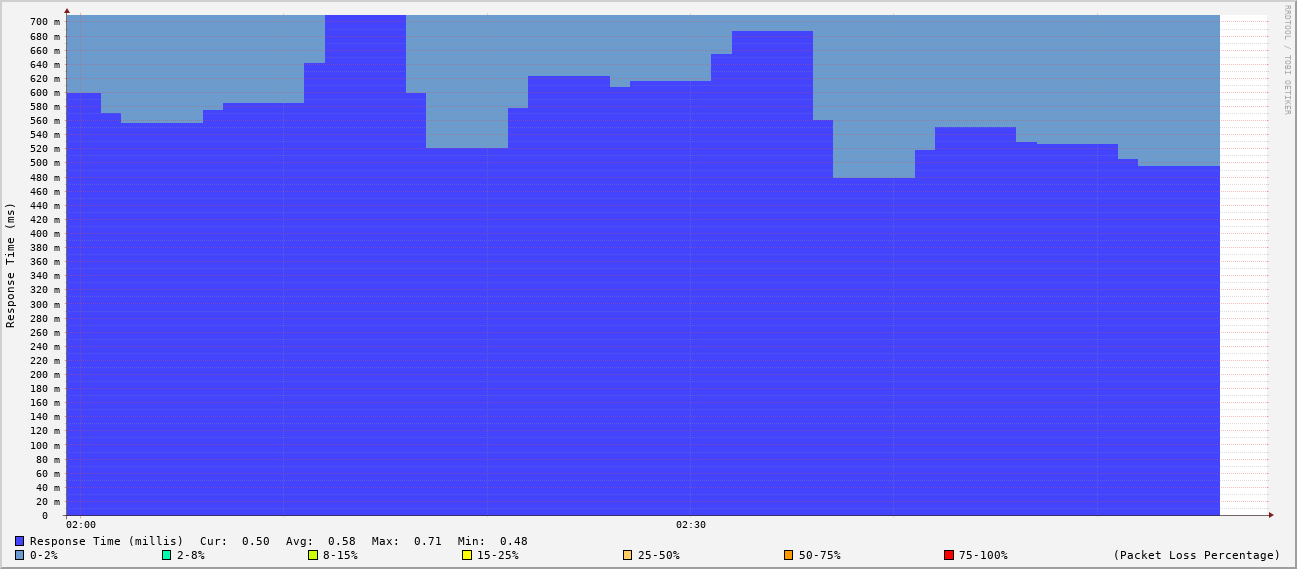 RRDTOOL / TOBI OETIKER
Response Time (ms)
700 m
680 m
660 m
640 m
620 m
600 m
580 m
560 m
540 m
520 m
500 m
480 m
460 m
440 m
420 m
400 m
380 m
360 m
340 m
320 m
300 m
280 m
260 m
240 m
220 m
200 m
180 m
160 m
140 m
120 m
100 m
80 m
60 m
40 m
20 m
0
02:00 02:30
Response Time (millis) Cur: 0.50 Avg: 0.58 Max: 0.71 Min: 0.48
0-2% 2-8% 8-15% 15-25% 25-50% 50-75% 75-100% (Packet Loss Percentage)